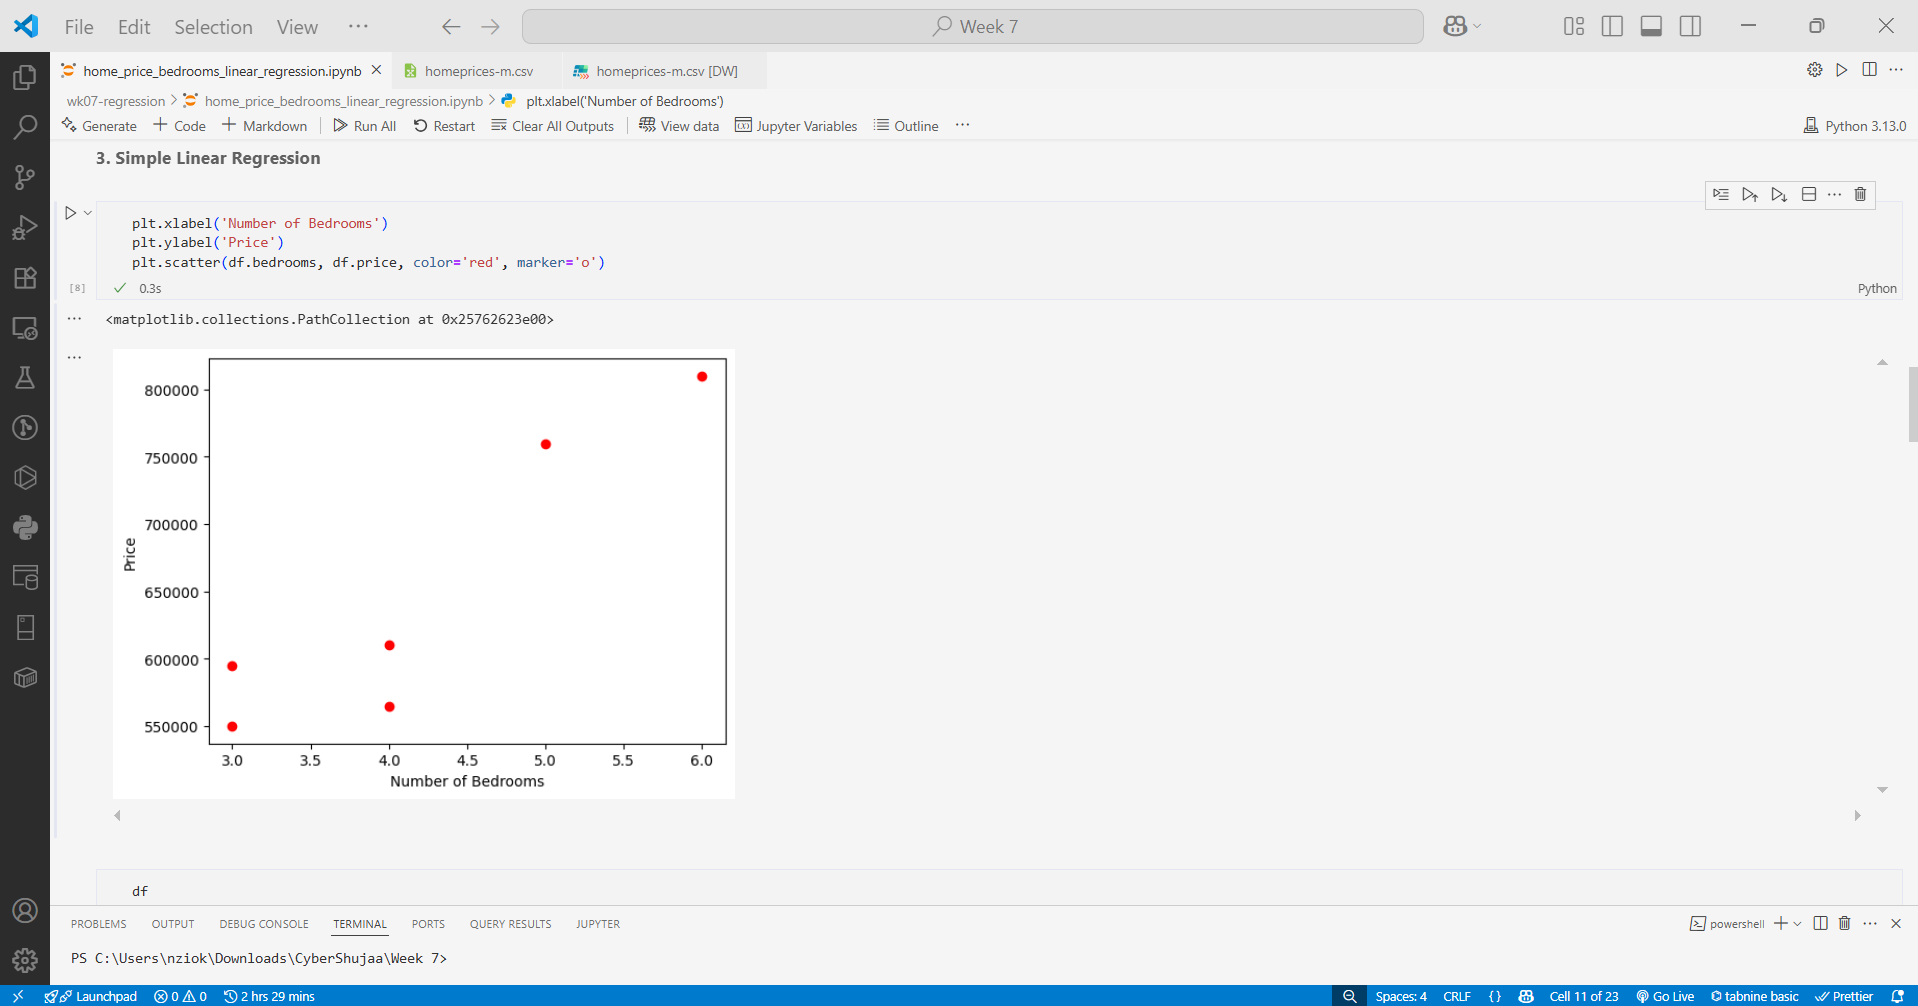 File Edit Selection View ··· Week 7
home_price_bedrooms_linear_regression.ipynb homeprices-m.csv homeprices-m.csv [DW]
wk07-regression > home_price_bedrooms_linear_regression.ipynb > plt.xlabel('Number of Bedrooms')
Generate + Code + Markdown Run All Restart Clear All Outputs View data Jupyter Variables Outline ··· Python 3.13.0
3. Simple Linear Regression
plt.xlabel('Number of Bedrooms')
plt.ylabel('Price')
plt.scatter(df.bedrooms, df.price, color='red', marker='o')
[8] 0.3s Python
<matplotlib.collections.PathCollection at 0x25762623e00>
800000
750000
700000
650000
600000
550000
Price
3.0 3.5 4.0 4.5 5.0 5.5 6.0
Number of Bedrooms
df
PROBLEMS OUTPUT DEBUG CONSOLE TERMINAL PORTS QUERY RESULTS JUPYTER powershell
PS C:\Users\nziok\Downloads\CyberShujaa\Week 7>
Launchpad 0 0 2 hrs 29 mins Spaces: 4 CRLF {} Cell 11 of 23 Go Live tabnine basic Prettier